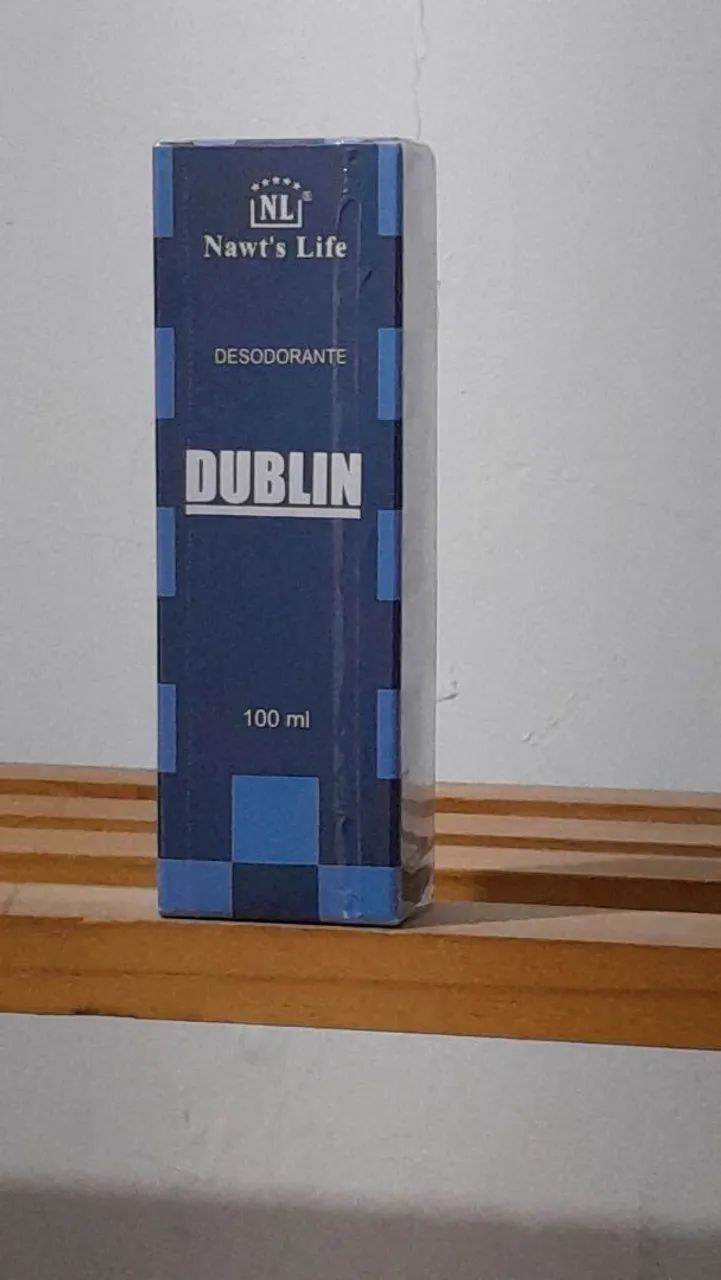 NL®
Nawt's Life
DESODORANTE
DUBLIN
100 ml